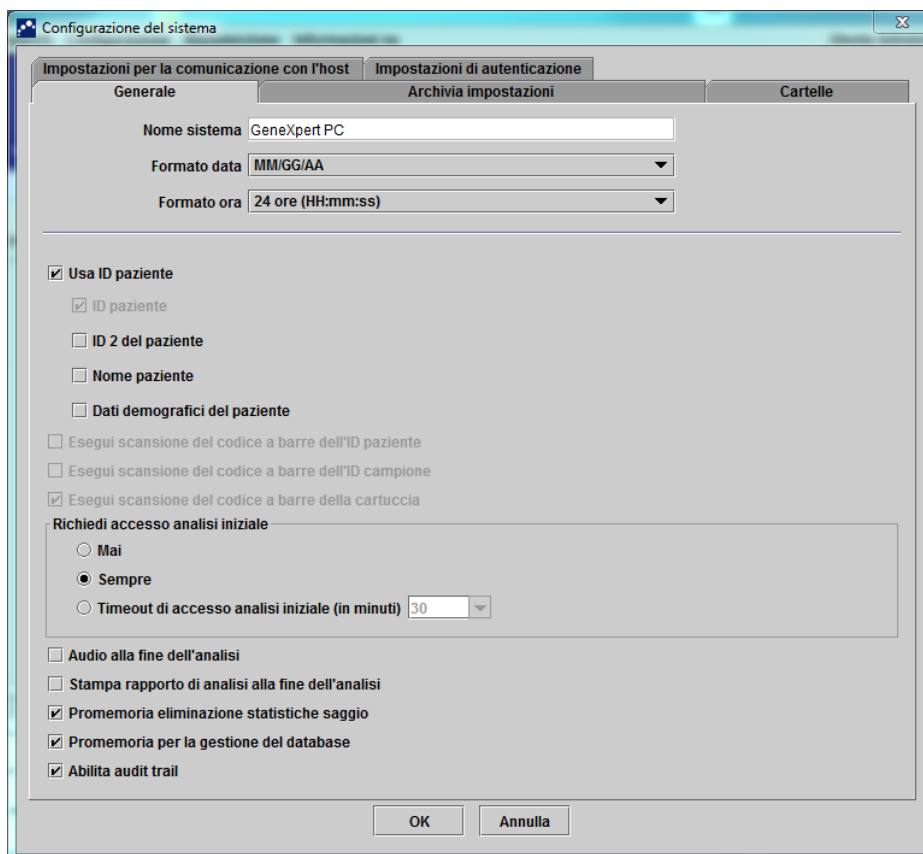 Configurazione del sistema
Impostazioni per la comunicazione con l'host Impostazioni di autenticazione
Generale Archivia impostazioni Cartelle
Nome sistema GeneXpert PC
Formato data MM/GG/AA
Formato ora 24 ore (HH:mm:ss)
Usa ID paziente
ID paziente
ID 2 del paziente
Nome paziente
Dati demografici del paziente
Esegui scansione del codice a barre dell'ID paziente
Esegui scansione del codice a barre dell'ID campione
Esegui scansione del codice a barre della cartuccia
Richiedi accesso analisi iniziale
Mai
Sempre
Timeout di accesso analisi iniziale (in minuti) 30
Audio alla fine dell'analisi
Stampa rapporto di analisi alla fine dell'analisi
Promemoria eliminazione statistiche saggio
Promemoria per la gestione del database
Abilita audit trail
OK Annulla